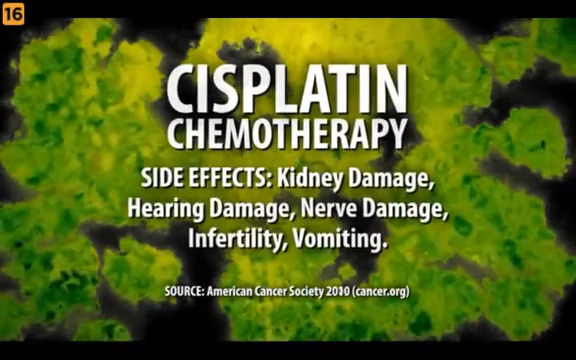 16
CISPLATIN
CHEMOTHERAPY
SIDE EFFECTS: Kidney Damage,
Hearing Damage, Nerve Damage,
Infertility, Vomiting.
SOURCE: American Cancer Society 2010 (cancer.org)